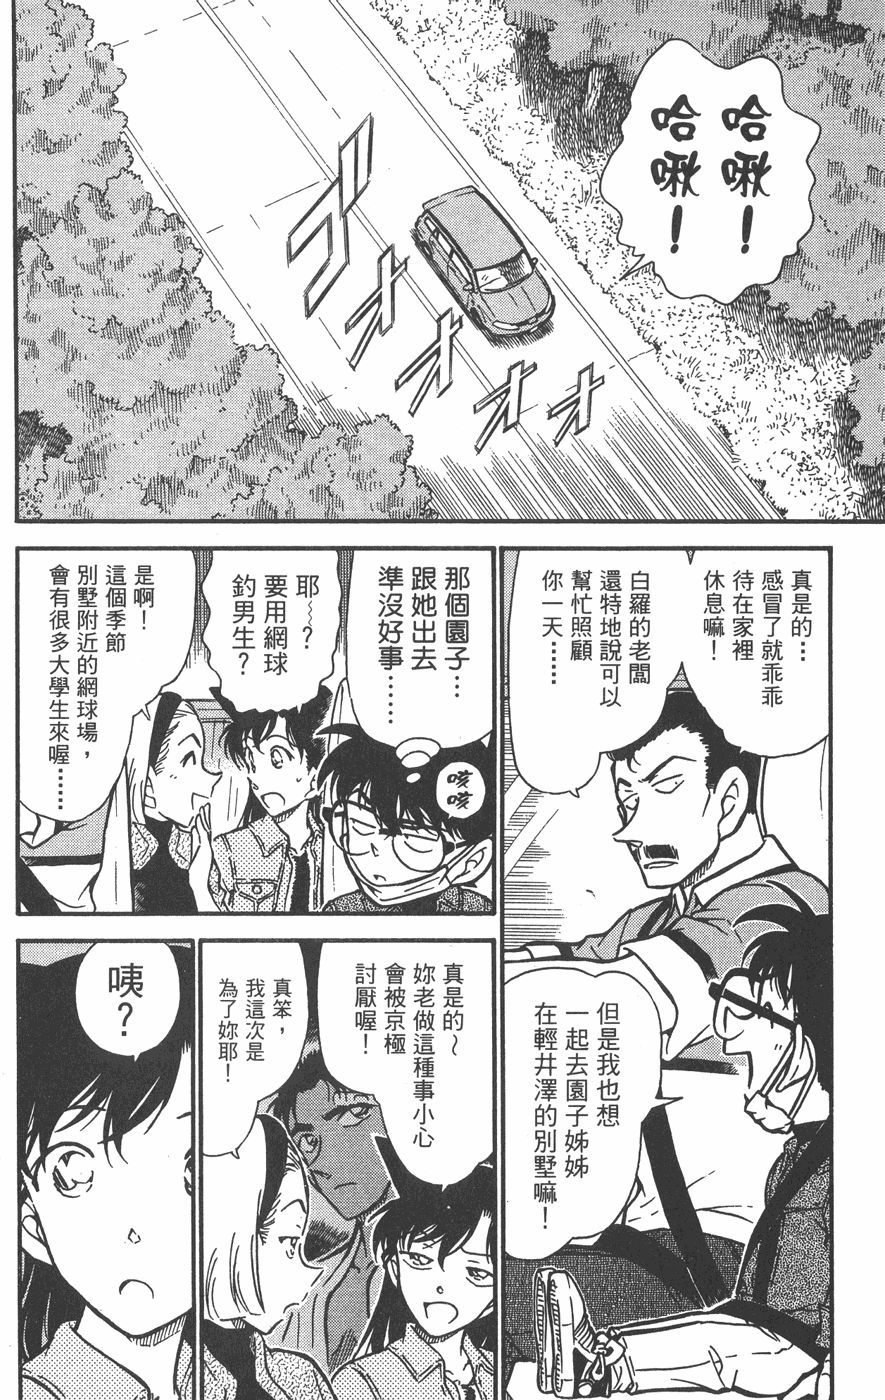 哈啾！
哈啾！
ブオオオオ
真是的…
感冒了就乖乖
待在家裡
休息嘛！
白羅的老闆
還特地說可以
幫忙照顧
你一天……
但是我也想
一起去園子姊姊
在輕井澤的別墅嘛！
那個園子…
跟她出去
準沒好事
……
咳
咳
耶～？
要用網球
釣男生？
是啊！
這個季節
別墅附近的網球場，
會有很多大學生來喔……
真是的～
妳老做這種事小心
會被京極
討厭喔！
真笨，
我這次是
為了妳耶！
咦？